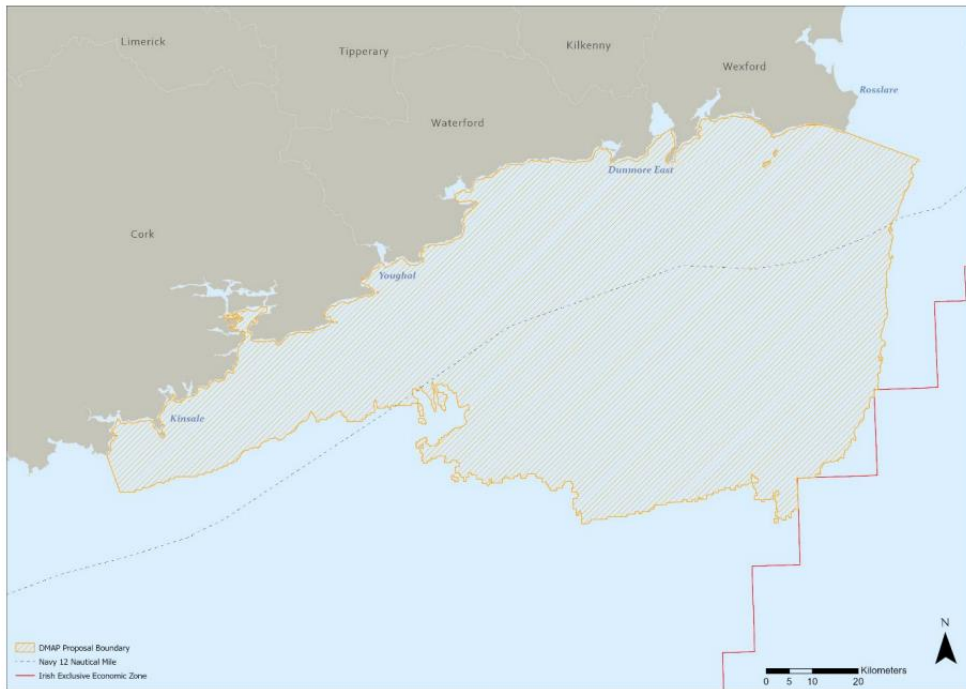 Limerick
Tipperary
Kilkenny
Wexford
Rosslare
Waterford
Dunmore East
Cork
Youghal
Kinsale
DMAP Proposal Boundary
Navy 12 Nautical Mile
Irish Exclusive Economic Zone
N
Kilometers
0 5 10 20